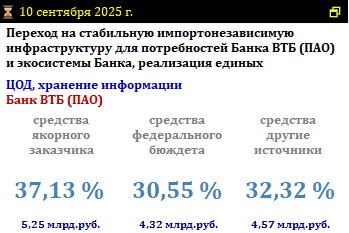 10 сентября 2025 г.
Переход на стабильную импортонезависимую
инфраструктуру для потребностей Банка ВТБ (ПАО)
и экосистемы Банка, реализация единых
ЦОД, хранение информации
Банк ВТБ (ПАО)
средства якорного заказчика
средства федерального бюждета
средства другие источники
37,13 % 30,55 % 32,32 %
5,25 млрд.руб. 4,32 млрд.руб. 4,57 млрд.руб.